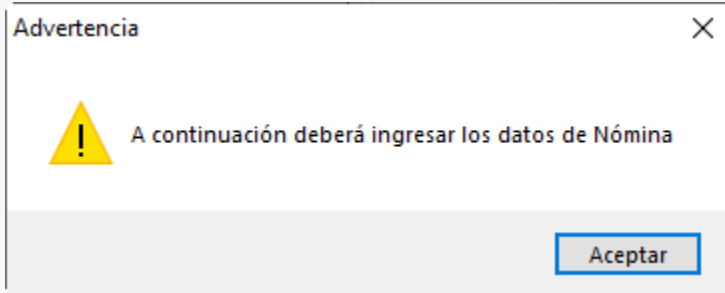 Advertencia
A continuación deberá ingresar los datos de Nómina
Aceptar